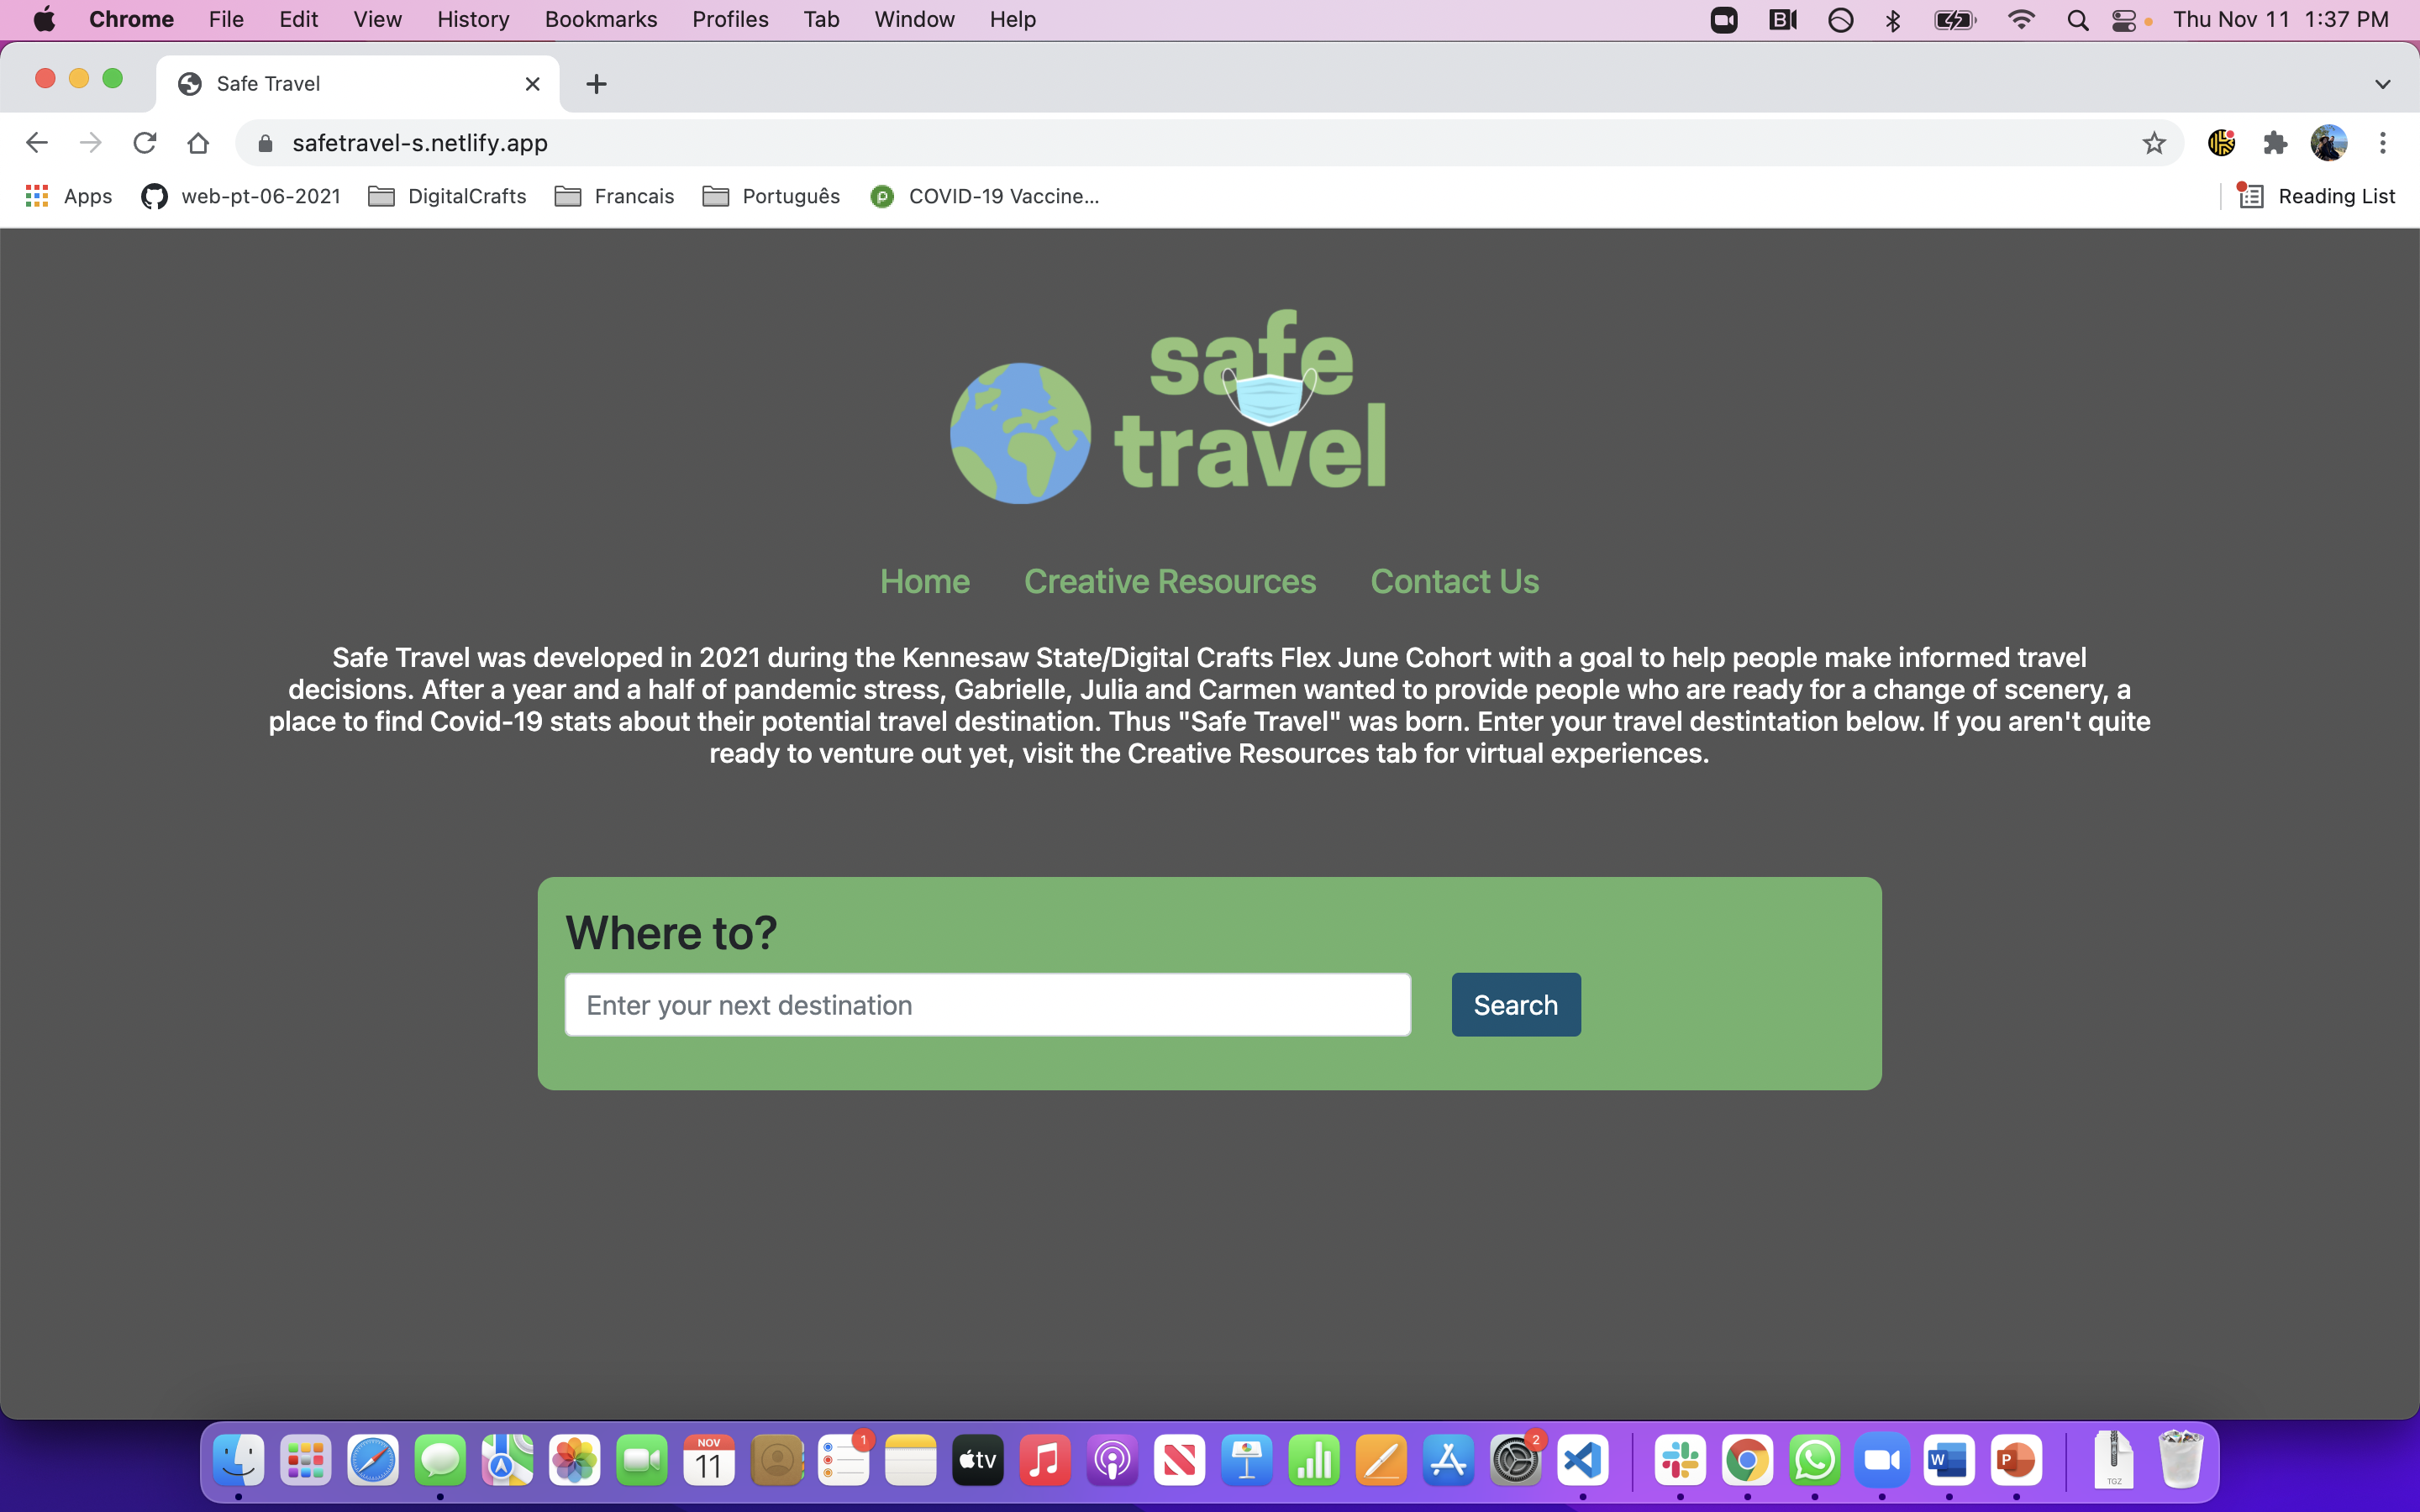 Chrome File Edit View History Bookmarks Profiles Tab Window Help Thu Nov 11 1:37 PM
Safe Travel
safetravel-s.netlify.app
Apps web-pt-06-2021 DigitalCrafts Francais Português COVID-19 Vaccine... Reading List
safe
travel
Home Creative Resources Contact Us
Safe Travel was developed in 2021 during the Kennesaw State/Digital Crafts Flex June Cohort with a goal to help people make informed travel
decisions. After a year and a half of pandemic stress, Gabrielle, Julia and Carmen wanted to provide people who are ready for a change of scenery, a
place to find Covid-19 stats about their potential travel destination. Thus "Safe Travel" was born. Enter your travel destintation below. If you aren't quite
ready to venture out yet, visit the Creative Resources tab for virtual experiences.
Where to?
Enter your next destination Search
NOV
11
1
tv
2
W
P
TGZ